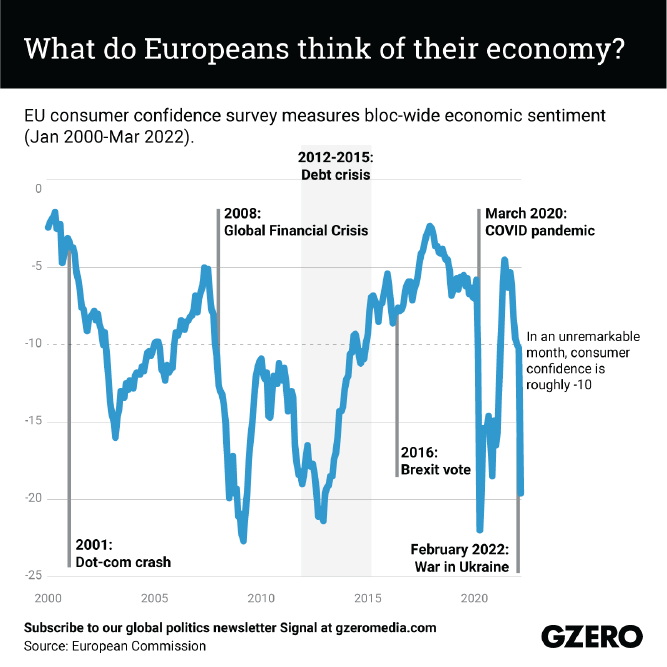 What do Europeans think of their economy?
EU consumer confidence survey measures bloc-wide economic sentiment
(Jan 2000-Mar 2022).
2012-2015:
Debt crisis
0
2008:
Global Financial Crisis
March 2020:
COVID pandemic
-5
In an unremarkable
month, consumer
confidence is
roughly -10
-10
-15
2016:
Brexit vote
-20
2001:
Dot-com crash
February 2022:
War in Ukraine
-25
2000
2005
2010
2015
2020
Subscribe to our global politics newsletter Signal at gzeromedia.com
Source: European Commission
GZERO